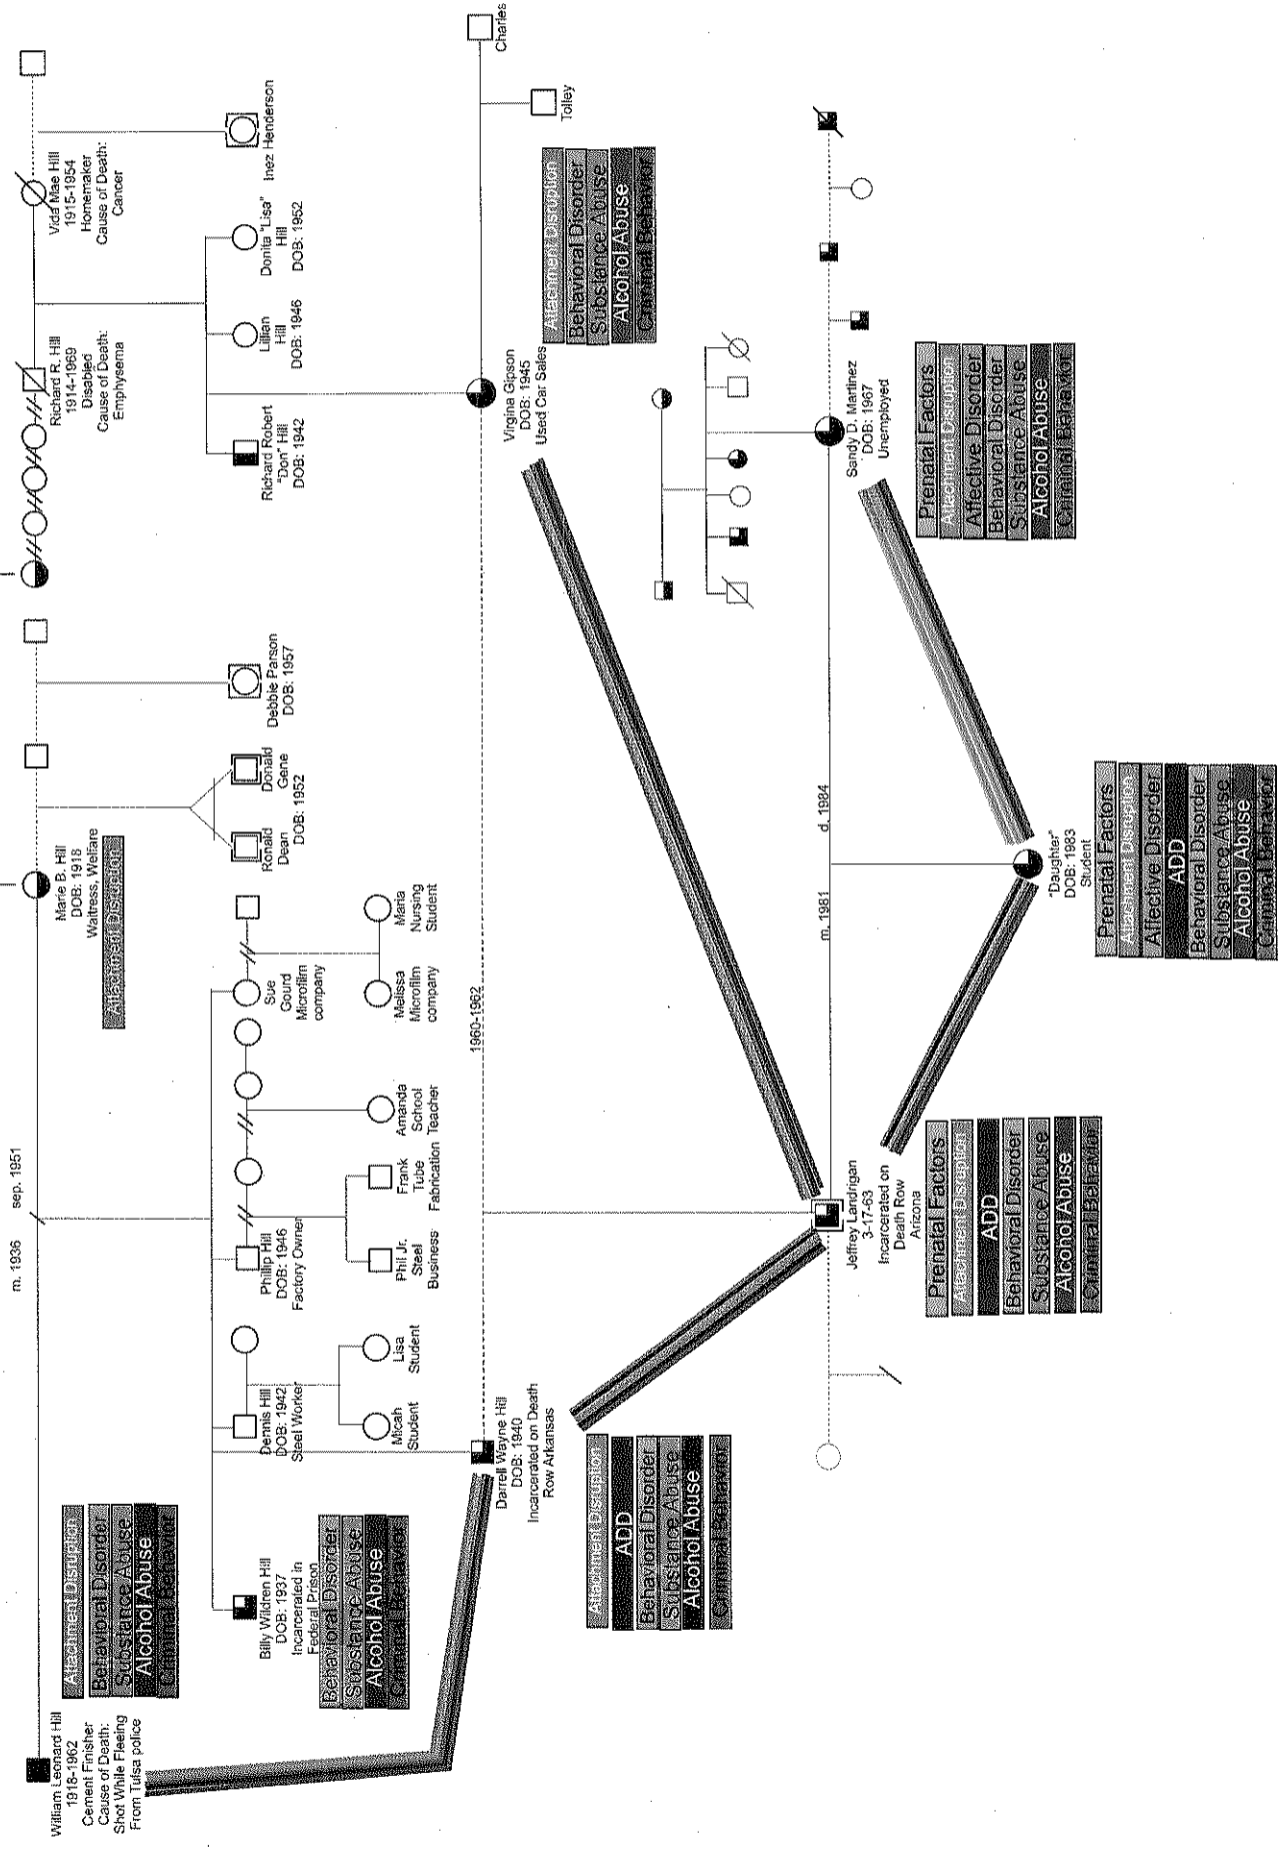 m. 1936
sep. 1951
William Leonard Hill
1918-1962
Cement Finisher
Cause of Death:
Shot While Fleeing
From Tulsa police
Attachment Disruption
Behavioral Disorder
Substance Abuse
Alcohol Abuse
Criminal Behavior
Marie B. Hill
DOB: 1918
Waitress, Welfare
Attachment Disruption
Richard R. Hill
1914-1969
Disabled
Cause of Death:
Emphysema
Vida Mae Hill
1915-1954
Homemaker
Cause of Death:
Cancer
Billy Wildren Hill
DOB: 1937
Incarcerated in
Federal Prison
Behavioral Disorder
Substance Abuse
Alcohol Abuse
Criminal Behavior
Dennis Hill
DOB: 1942
Steel Worker
Micah
Student
Lisa
Student
Phillip Hill
DOB: 1946
Factory Owner
Phil Jr.
Steel
Business
Frank
Tube
Fabrication
Amanda
School
Teacher
Sue
Gourd
Microfilm
company
Melissa
Microfilm
company
Maria
Nursing
Student
Ronald
Dean
Donald
Gene
DOB: 1952
Debbie Parson
DOB: 1957
Richard Robert
"Don" Hill
DOB: 1942
Lillian
Hill
DOB: 1946
Donita "Lisa"
Hill
DOB: 1952
Inez Henderson
Darrell Wayne Hill
DOB: 1940
Incarcerated on Death
Row Arkansas
Attachment Disruption
ADD
Behavioral Disorder
Substance Abuse
Alcohol Abuse
Criminal Behavior
1960-1962
Virginia Gipson
DOB: 1945
Used Car Sales
Attachment Disruption
Behavioral Disorder
Substance Abuse
Alcohol Abuse
Criminal Behavior
Tolley
Charles
Jeffrey Landrigan
3-17-63
Incarcerated on
Death Row
Arizona
Prenatal Factors
Attachment Disruption
ADD
Behavioral Disorder
Substance Abuse
Alcohol Abuse
Criminal Behavior
m. 1981
d. 1984
Sandy D. Martinez
DOB: 1967
Unemployed
Prenatal Factors
Attachment Disruption
Affective Disorder
Behavioral Disorder
Substance Abuse
Alcohol Abuse
Criminal Behavior
"Daughter"
DOB: 1983
Student
Prenatal Factors
Attachment Disruption
Affective Disorder
ADD
Behavioral Disorder
Substance Abuse
Alcohol Abuse
Criminal Behavior